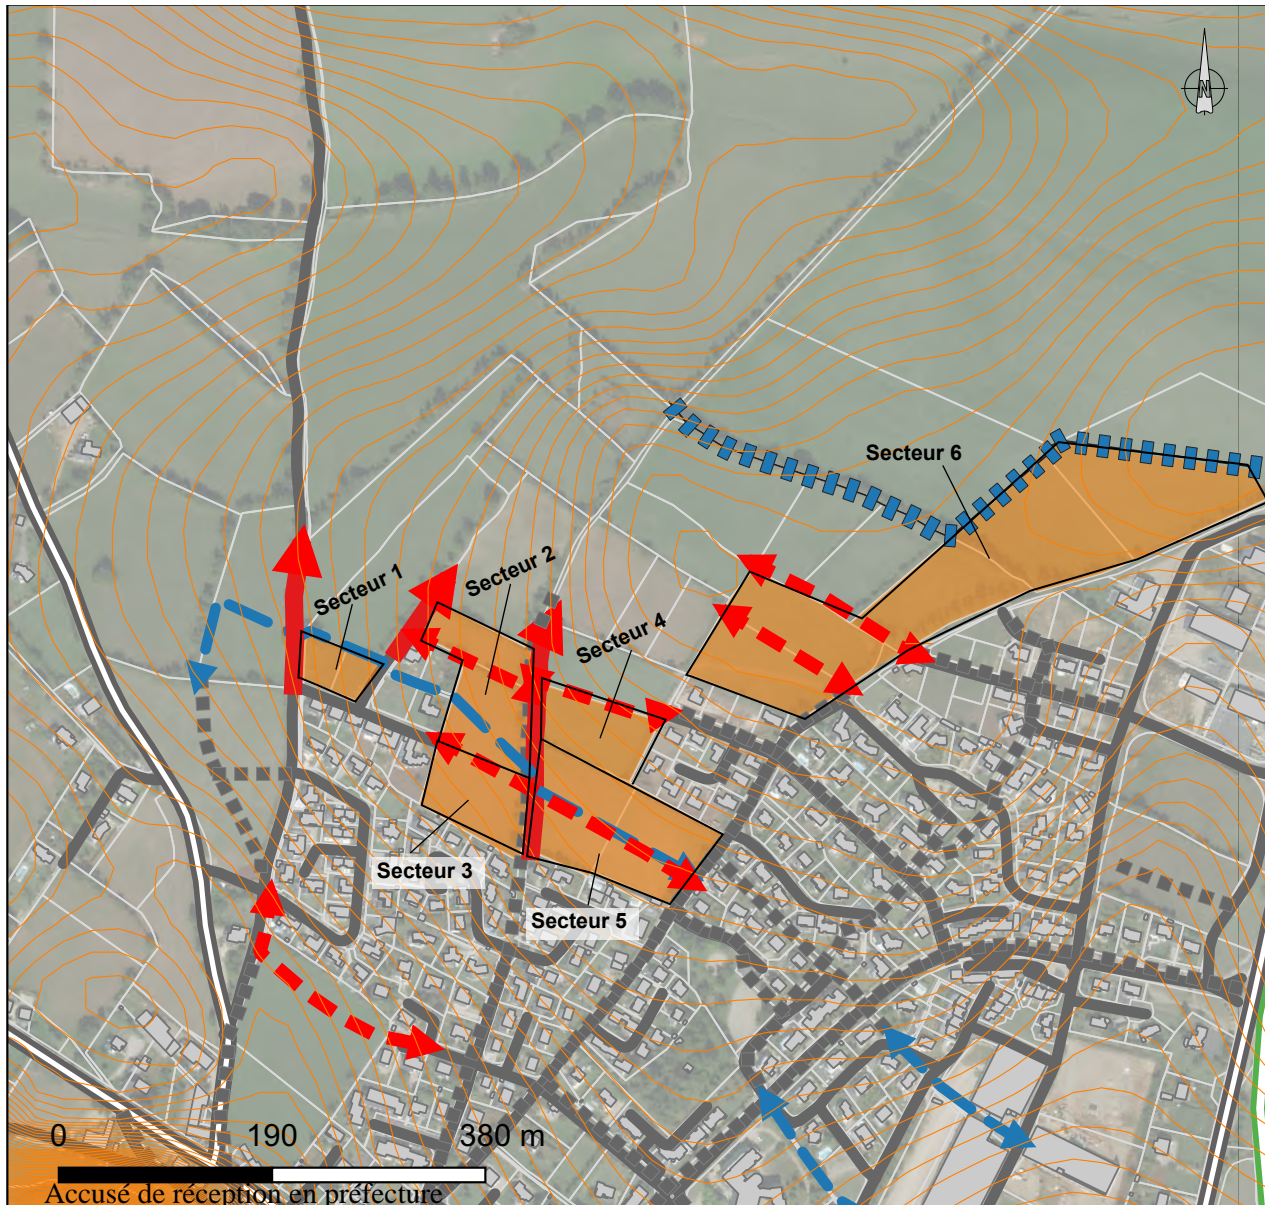 N
Secteur 6
Secteur 1
Secteur 2
Secteur 4
Secteur 3
Secteur 5
0 190 380 m
Accusé de réception en préfecture